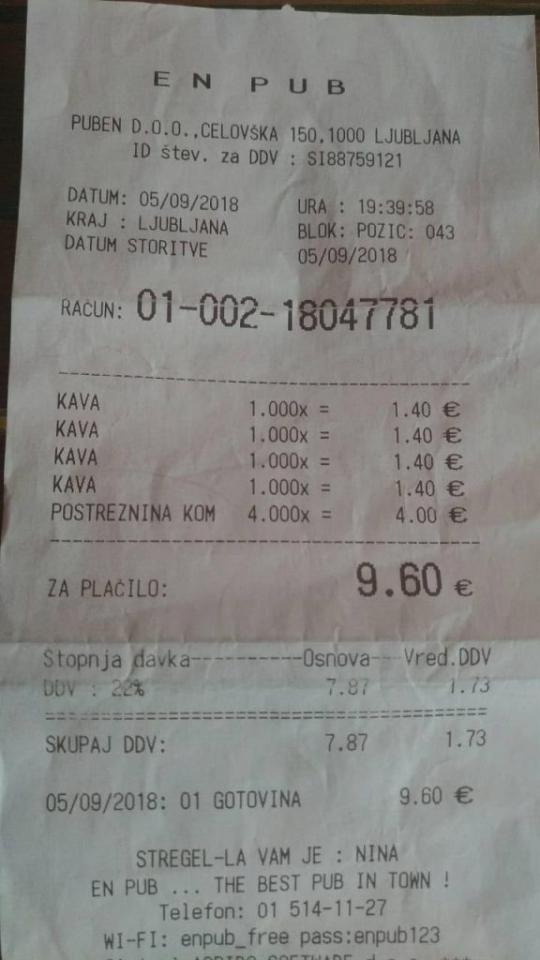 EN PUB
PUBEN D.O.O.,CELOVŠKA 150,1000 LJUBLJANA
ID štev. za DDV : SI88759121
DATUM: 05/09/2018 URA : 19:39:58
KRAJ : LJUBLJANA BLOK: POZIC: 043
DATUM STORITVE 05/09/2018
RAČUN: 01-002-18047781
KAVA 1.000x = 1.40 €
KAVA 1.000x = 1.40 €
KAVA 1.000x = 1.40 €
KAVA 1.000x = 1.40 €
POSTREZNINA KOM 4.000x = 4.00 €
ZA PLAČILO: 9.60 €
Stopnja davka----------Osnova---Vred.DDV
DDV : 22% 7.87 1.73
SKUPAJ DDV: 7.87 1.73
05/09/2018: 01 GOTOVINA 9.60 €
STREGEL-LA VAM JE : NINA
EN PUB ... THE BEST PUB IN TOWN !
Telefon: 01 514-11-27
WI-FI: enpub_free pass:enpub123